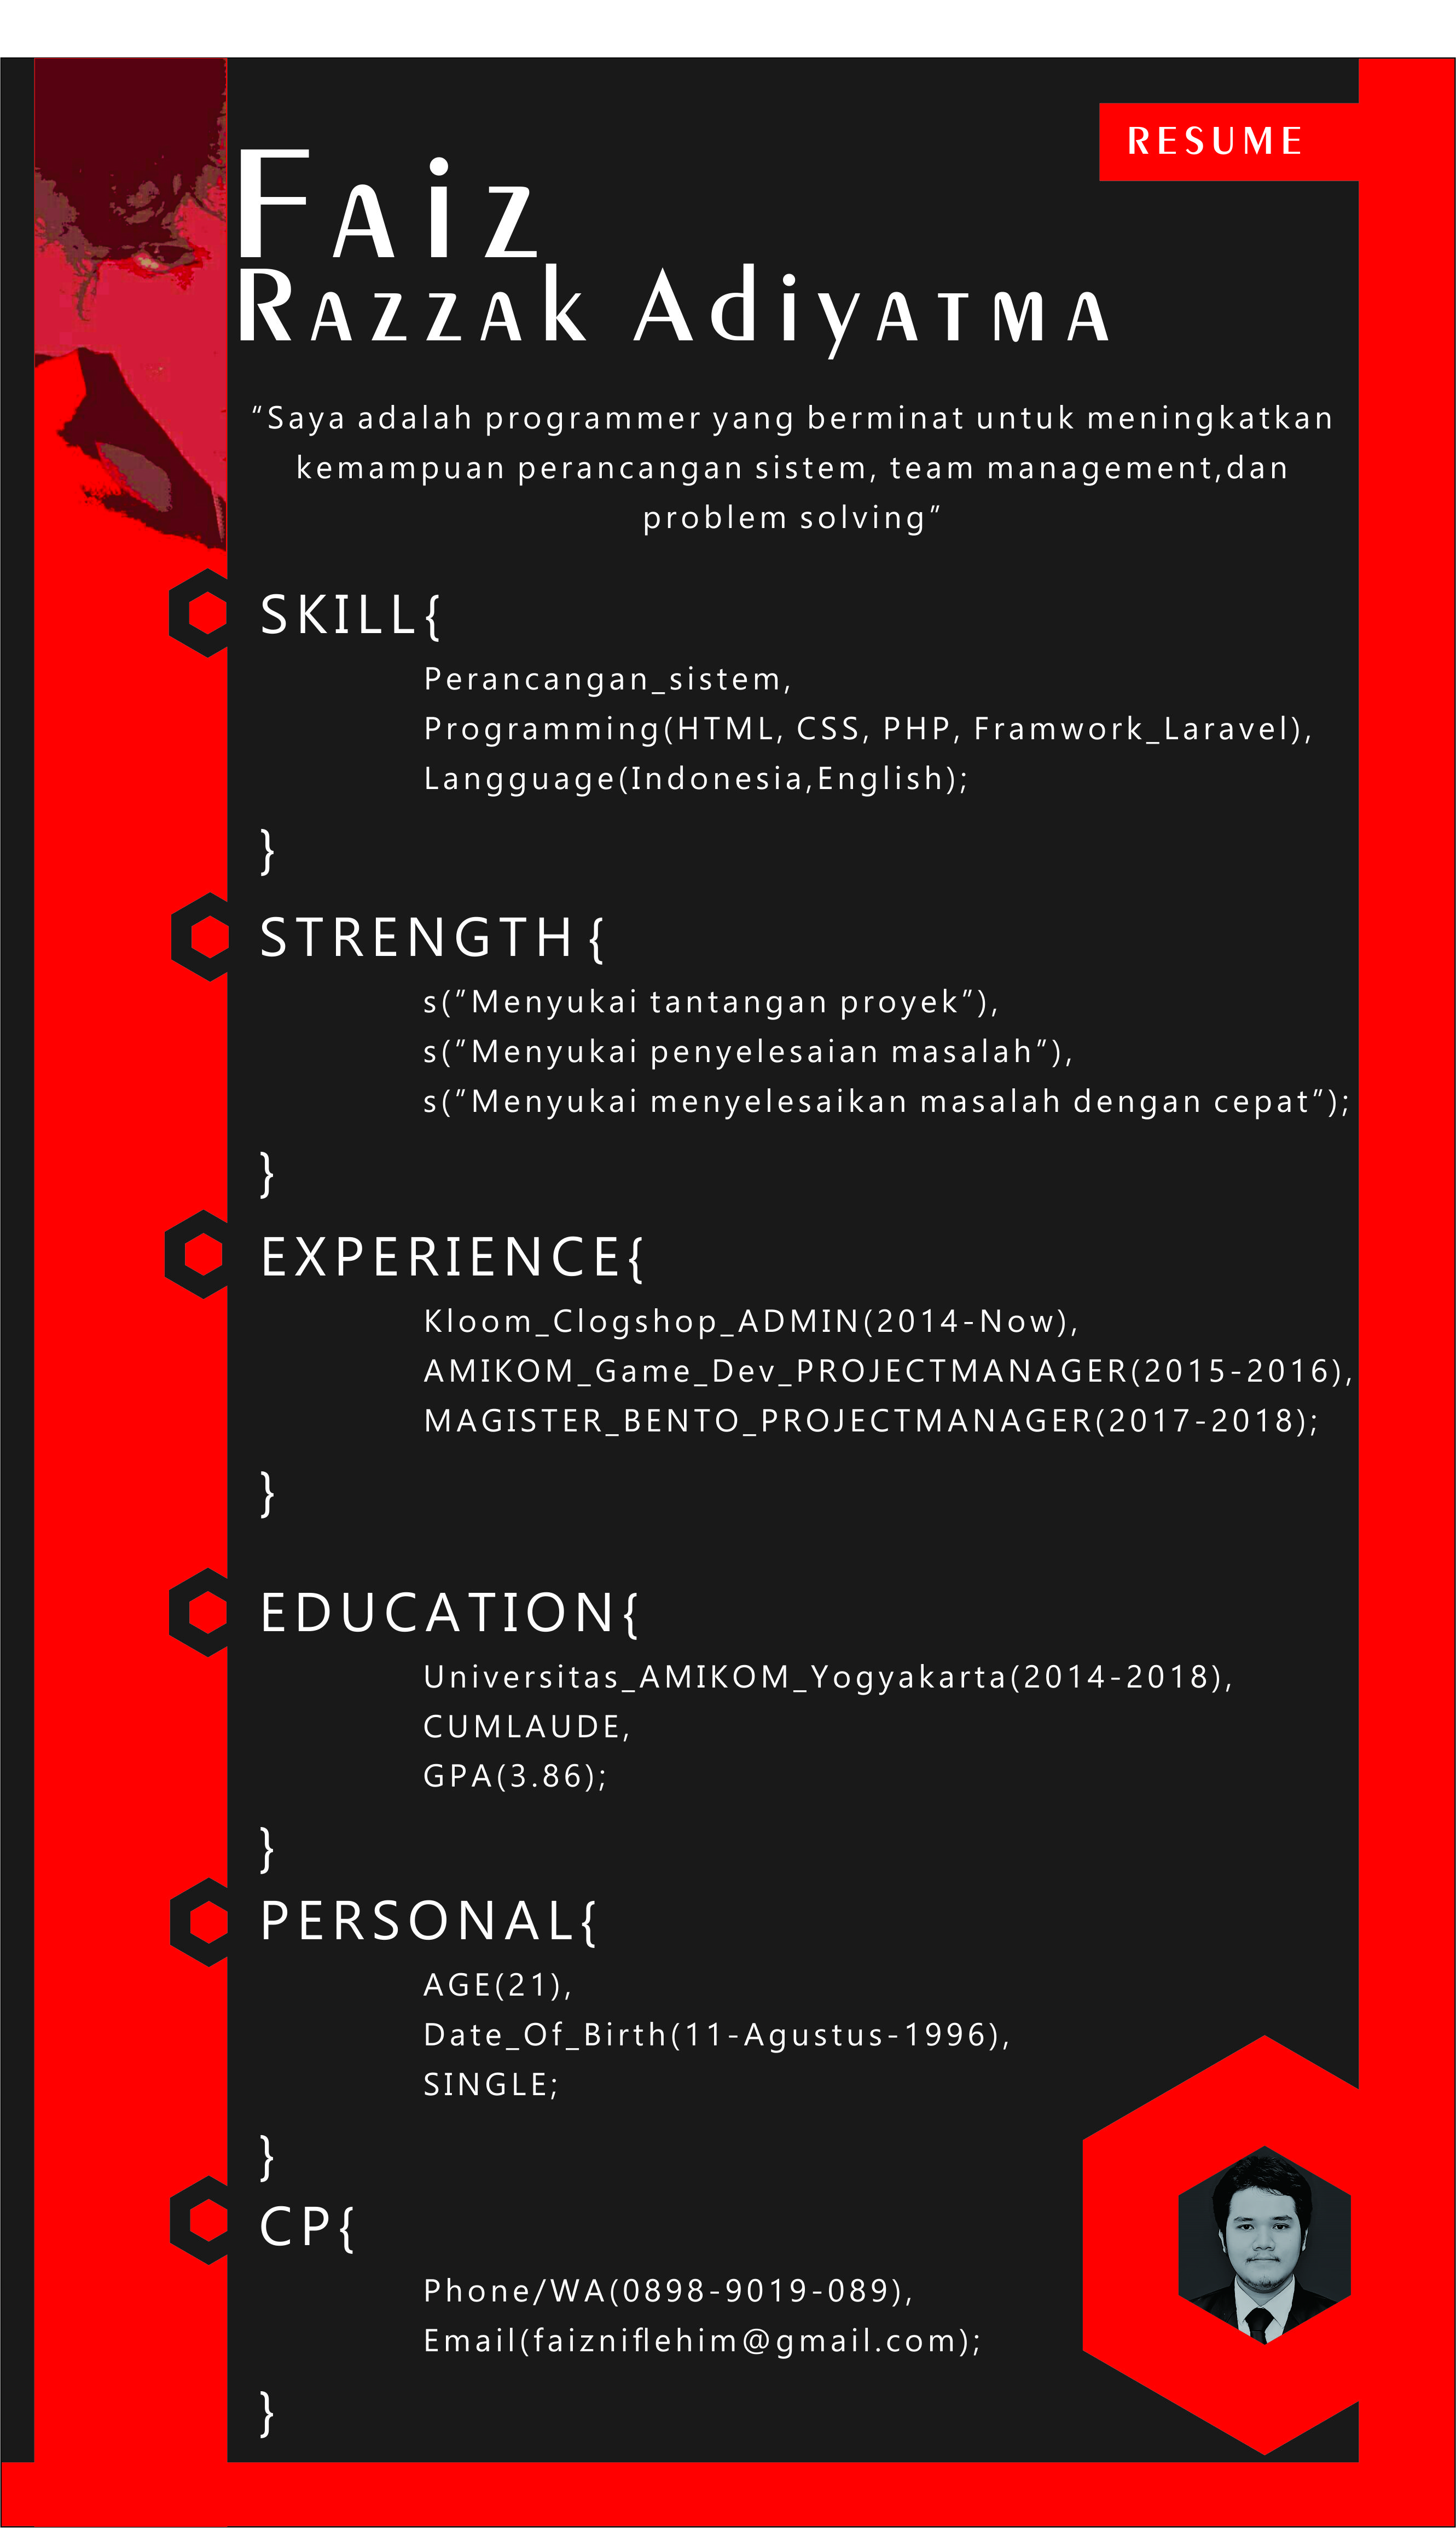 RESUME
Faiz
Razzak Adiyatma
“Saya adalah programmer yang berminat untuk meningkatkan
kemampuan perancangan sistem, team management,dan
problem solving”
SKILL{
Perancangan_sistem,
Programming(HTML, CSS, PHP, Framwork_Laravel),
Langguage(Indonesia,English);
}
STRENGTH {
s(”Menyukai tantangan proyek”),
s(”Menyukai penyelesaian masalah”),
s(”Menyukai menyelesaikan masalah dengan cepat”);
}
EXPERIENCE{
Kloom_Clogshop_ADMIN(2014-Now),
AMIKOM_Game_Dev_PROJECTMANAGER(2015-2016),
MAGISTER_BENTO_PROJECTMANAGER(2017-2018);
}
EDUCATION{
Universitas_AMIKOM_Yogyakarta(2014-2018),
CUMLAUDE,
GPA(3.86);
}
PERSONAL{
AGE(21),
Date_Of_Birth(11-Agustus-1996),
SINGLE;
}
CP{
Phone/WA(0898-9019-089),
Email(faizniflehim@gmail.com);
}